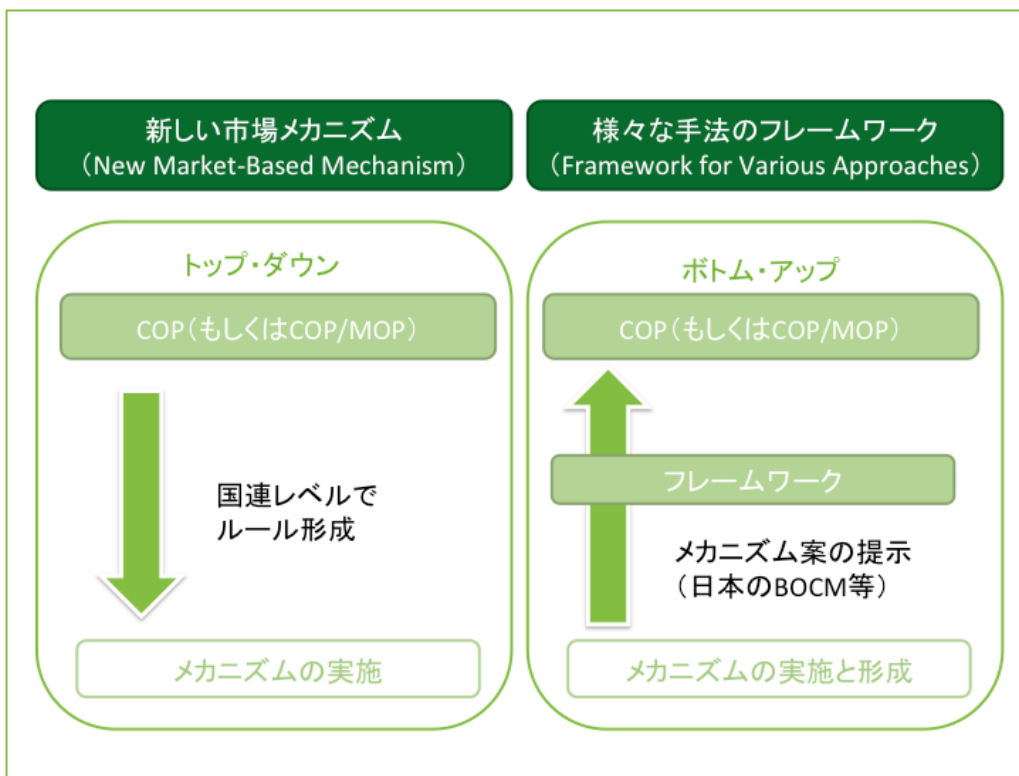 新しい市場メカニズム
（New Market-Based Mechanism）
トップ・ダウン
COP（もしくはCOP/MOP）
国連レベルで
ルール形成
メカニズムの実施
様々な手法のフレームワーク
（Framework for Various Approaches）
ボトム・アップ
COP（もしくはCOP/MOP）
フレームワーク
メカニズム案の提示
（日本のBOCM等）
メカニズムの実施と形成